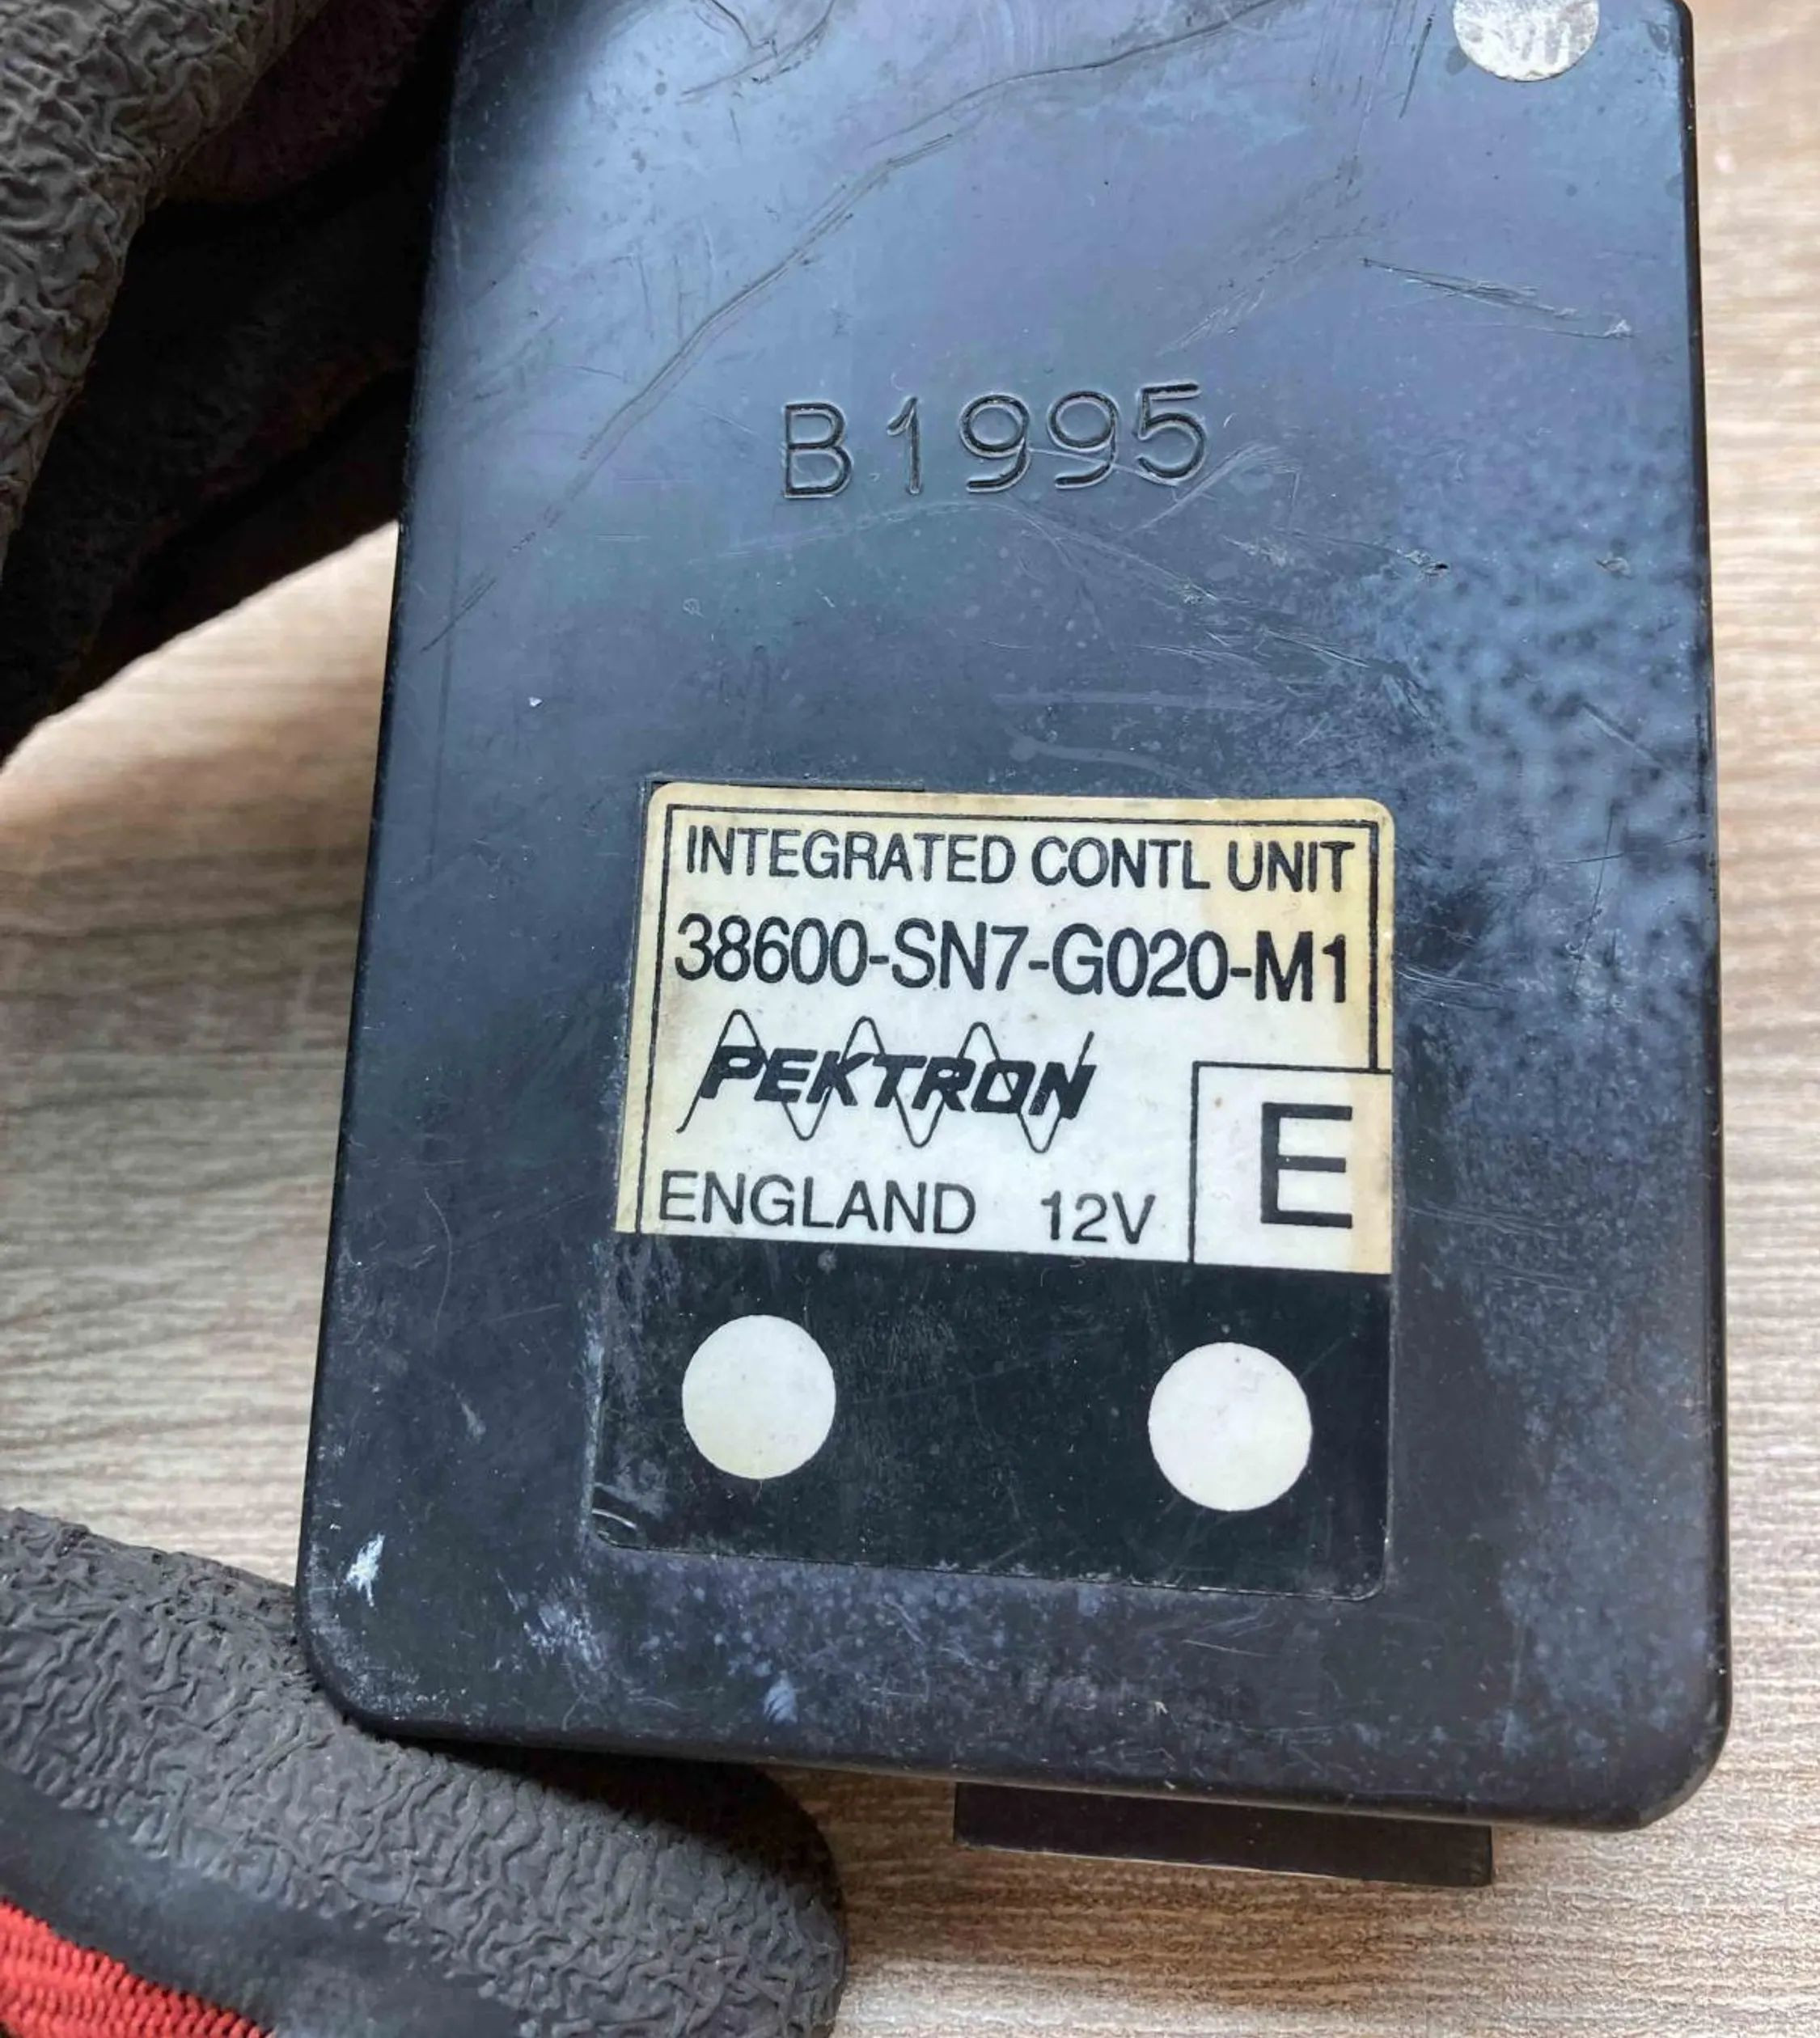 B1995
INTEGRATED CONTL UNIT
38600-SN7-G020-M1
PEKTRON
ENGLAND 12V
E